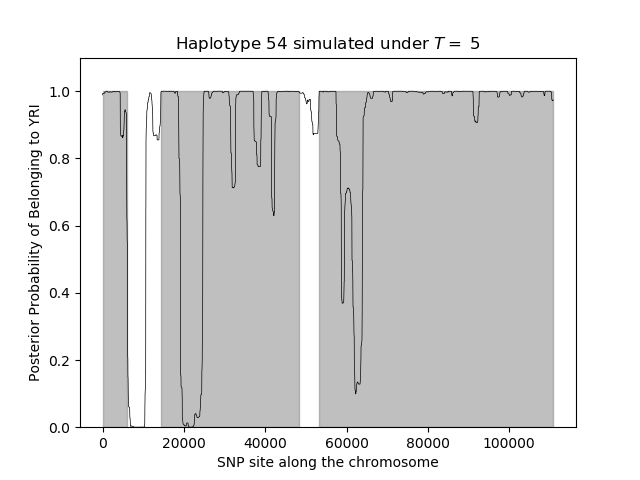 Haplotype 54 simulated under T = 5
Posterior Probability of Belonging to YRI
1.0
0.8
0.6
0.4
0.2
0.0
0 20000 40000 60000 80000 100000
SNP site along the chromosome